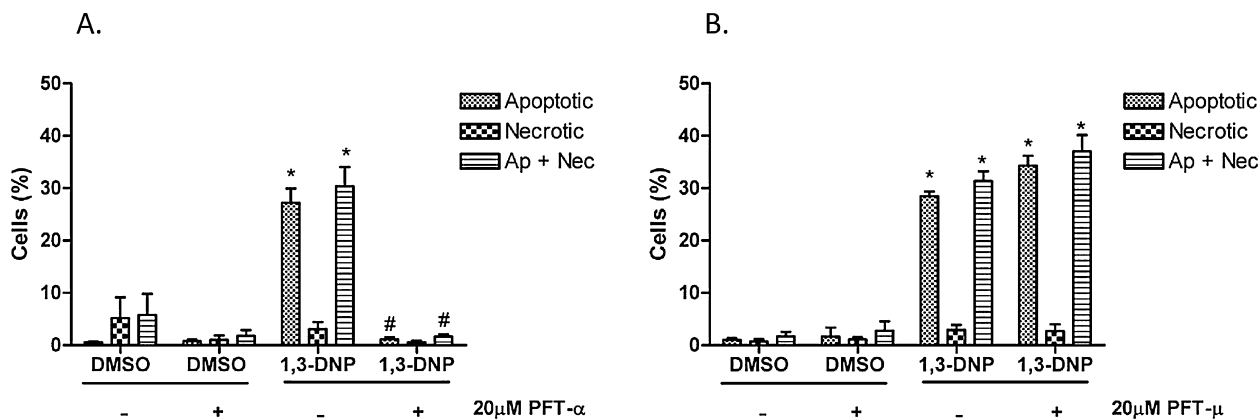 A.
50
40
30
20
10
0
Cells (%)
* * # #
Apoptotic
Necrotic
Ap + Nec
DMSO DMSO 1,3-DNP 1,3-DNP
- + - + 20μM PFT-α
B.
50
40
30
20
10
0
Cells (%)
* * * *
Apoptotic
Necrotic
Ap + Nec
DMSO DMSO 1,3-DNP 1,3-DNP
- + - + 20μM PFT-μ